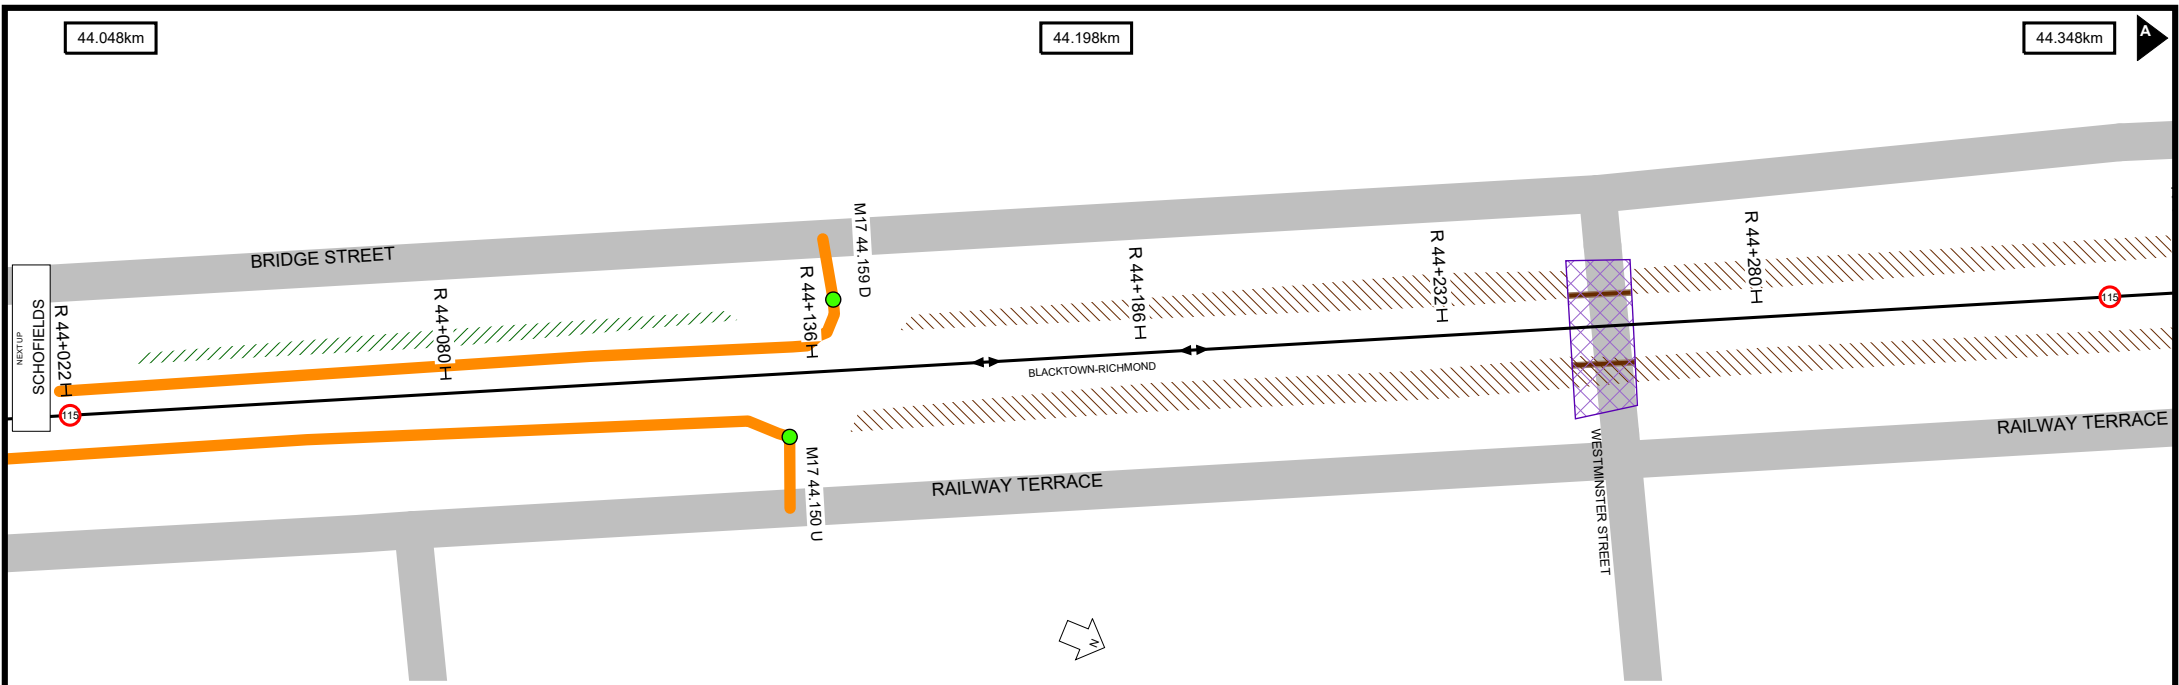 44.048km
44.198km
44.348km
A
BRIDGE STREET
M17 44.159 D
R 44+022 H
R 44+080 H
R 44+136 H
R 44+186 H
R 44+232 H
R 44+280 H
NEXT UP
SCHOFIELDS
115
115
BLACKTOWN-RICHMOND
M17 44.150 U
RAILWAY TERRACE
RAILWAY TERRACE
WESTMINSTER STREET
N